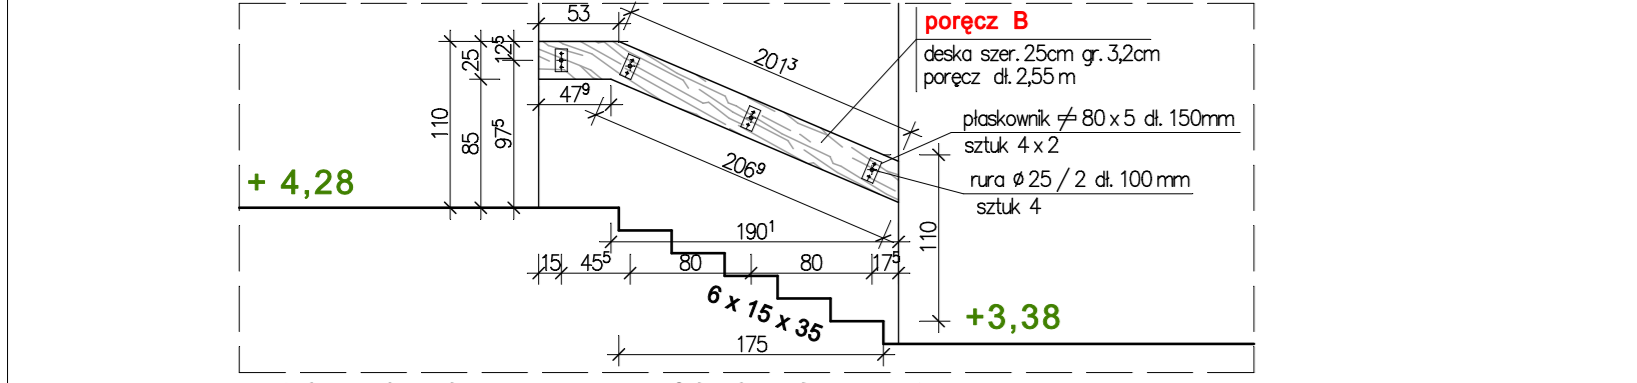 53
poręcz B
deska szer. 25cm gr. 3,2cm
poręcz dł. 2,55 m
201³
25
12⁵
47⁹
110
85
97⁵
płaskownik ≠ 80 x 5 dł. 150mm
sztuk 4 x 2
206⁹
rura ø 25 / 2 dł. 100 mm
sztuk 4
+ 4,28
190¹
110
15
45⁵
80
80
17⁵
6 x 15 x 35
+3,38
175